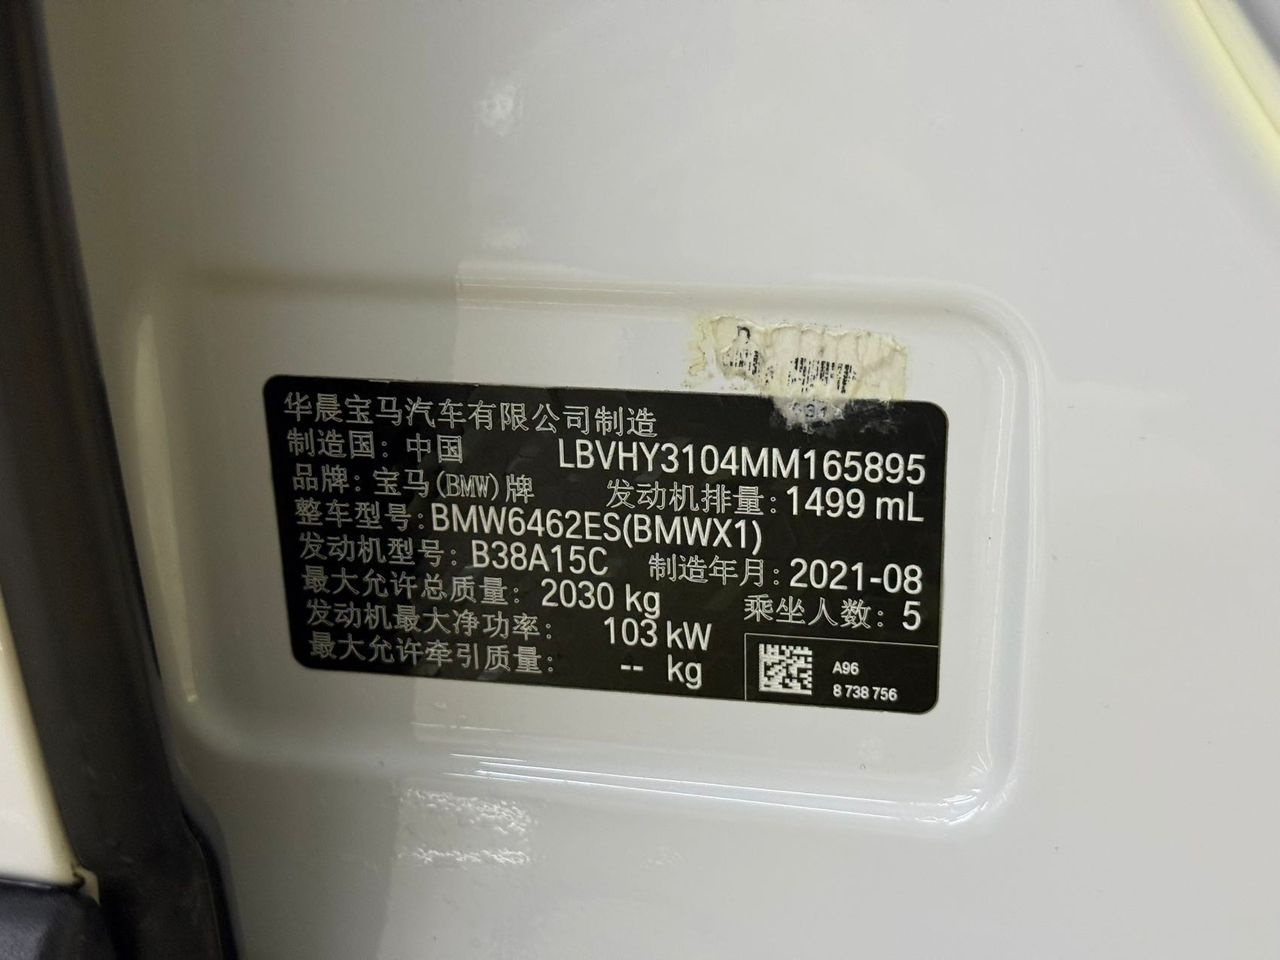 华晨宝马汽车有限公司制造
制造国：中国 LBVHY3104MM165895
品牌：宝马(BMW)牌 发动机排量：1499 mL
整车型号：BMW6462ES(BMWX1)
发动机型号：B38A15C 制造年月：2021-08
最大允许总质量：2030 kg 乘坐人数：5
发动机最大净功率：103 kW
最大允许牵引质量：-- kg
A96
8 738 756